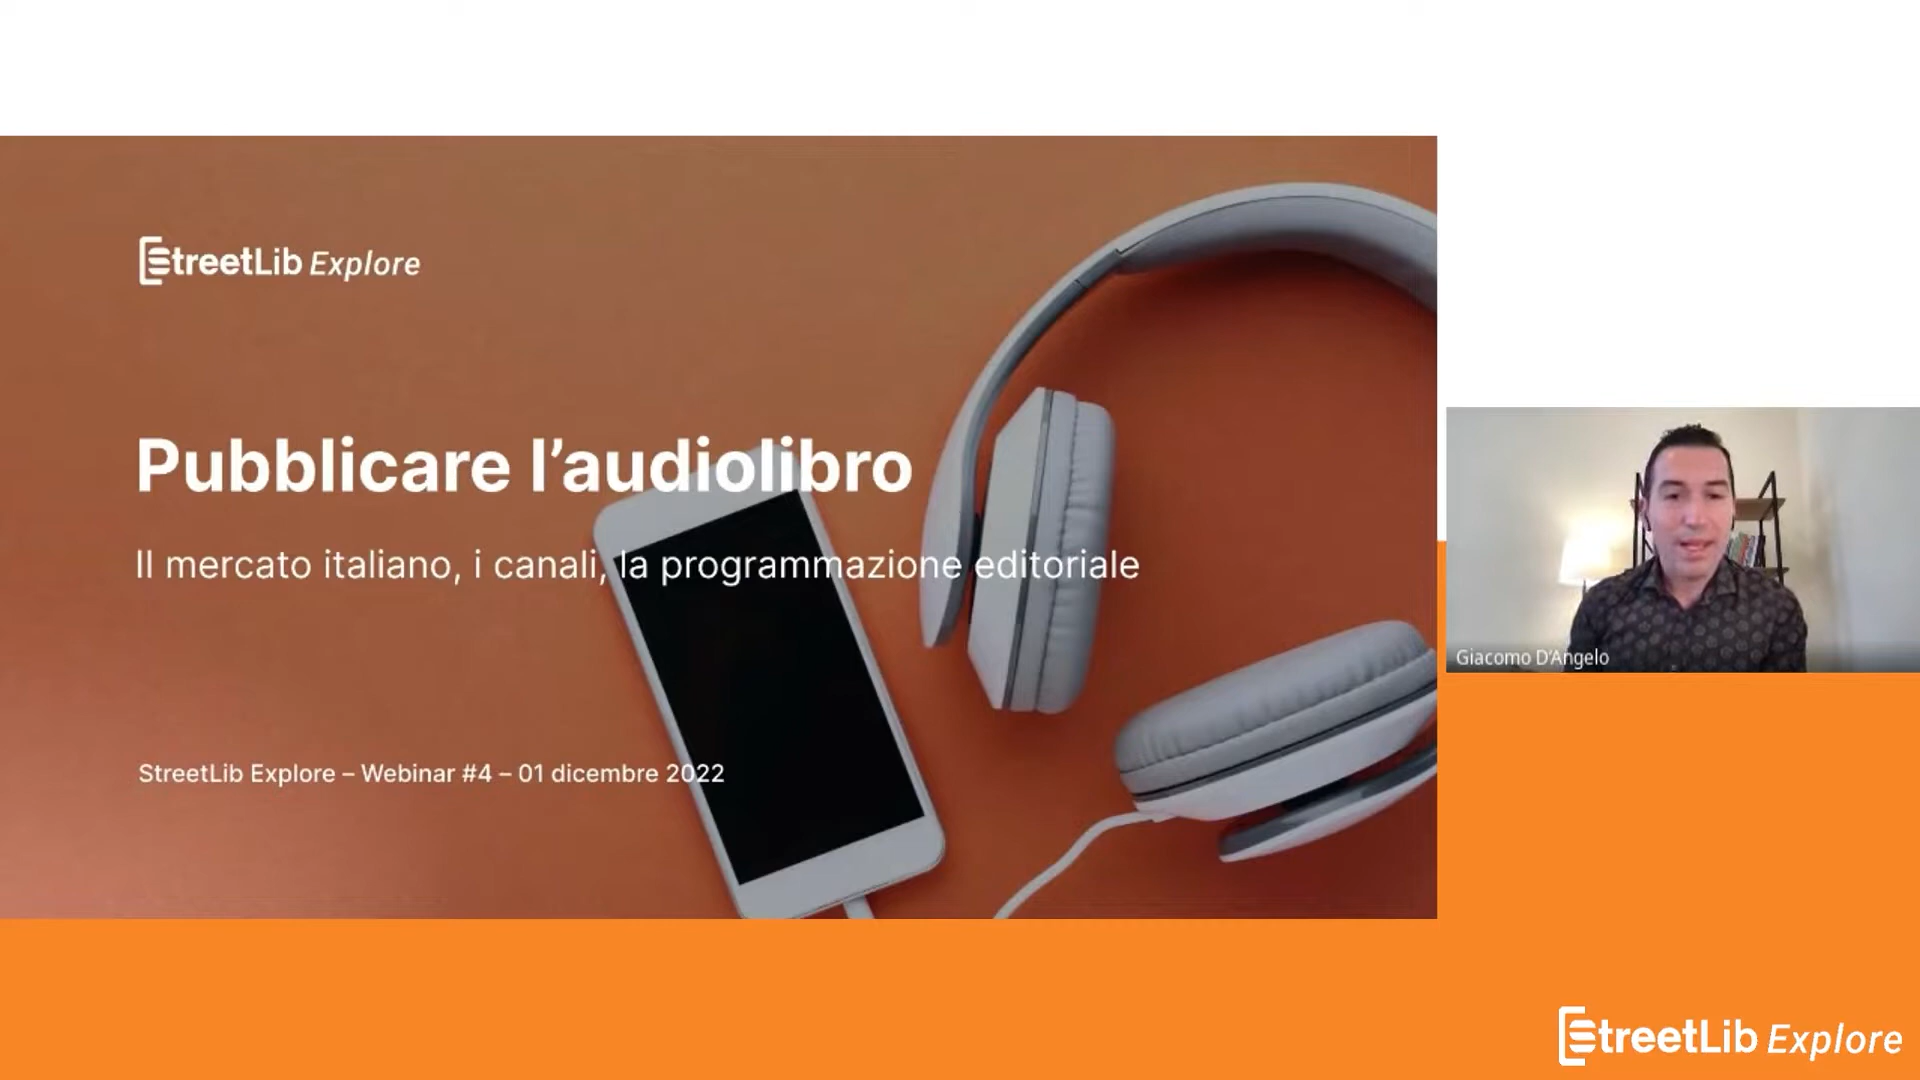 StreetLib Explore
Pubblicare l’audiolibro
Il mercato italiano, i canali, la programmazione editoriale
StreetLib Explore – Webinar #4 – 01 dicembre 2022
Giacomo D’Angelo
StreetLib Explore